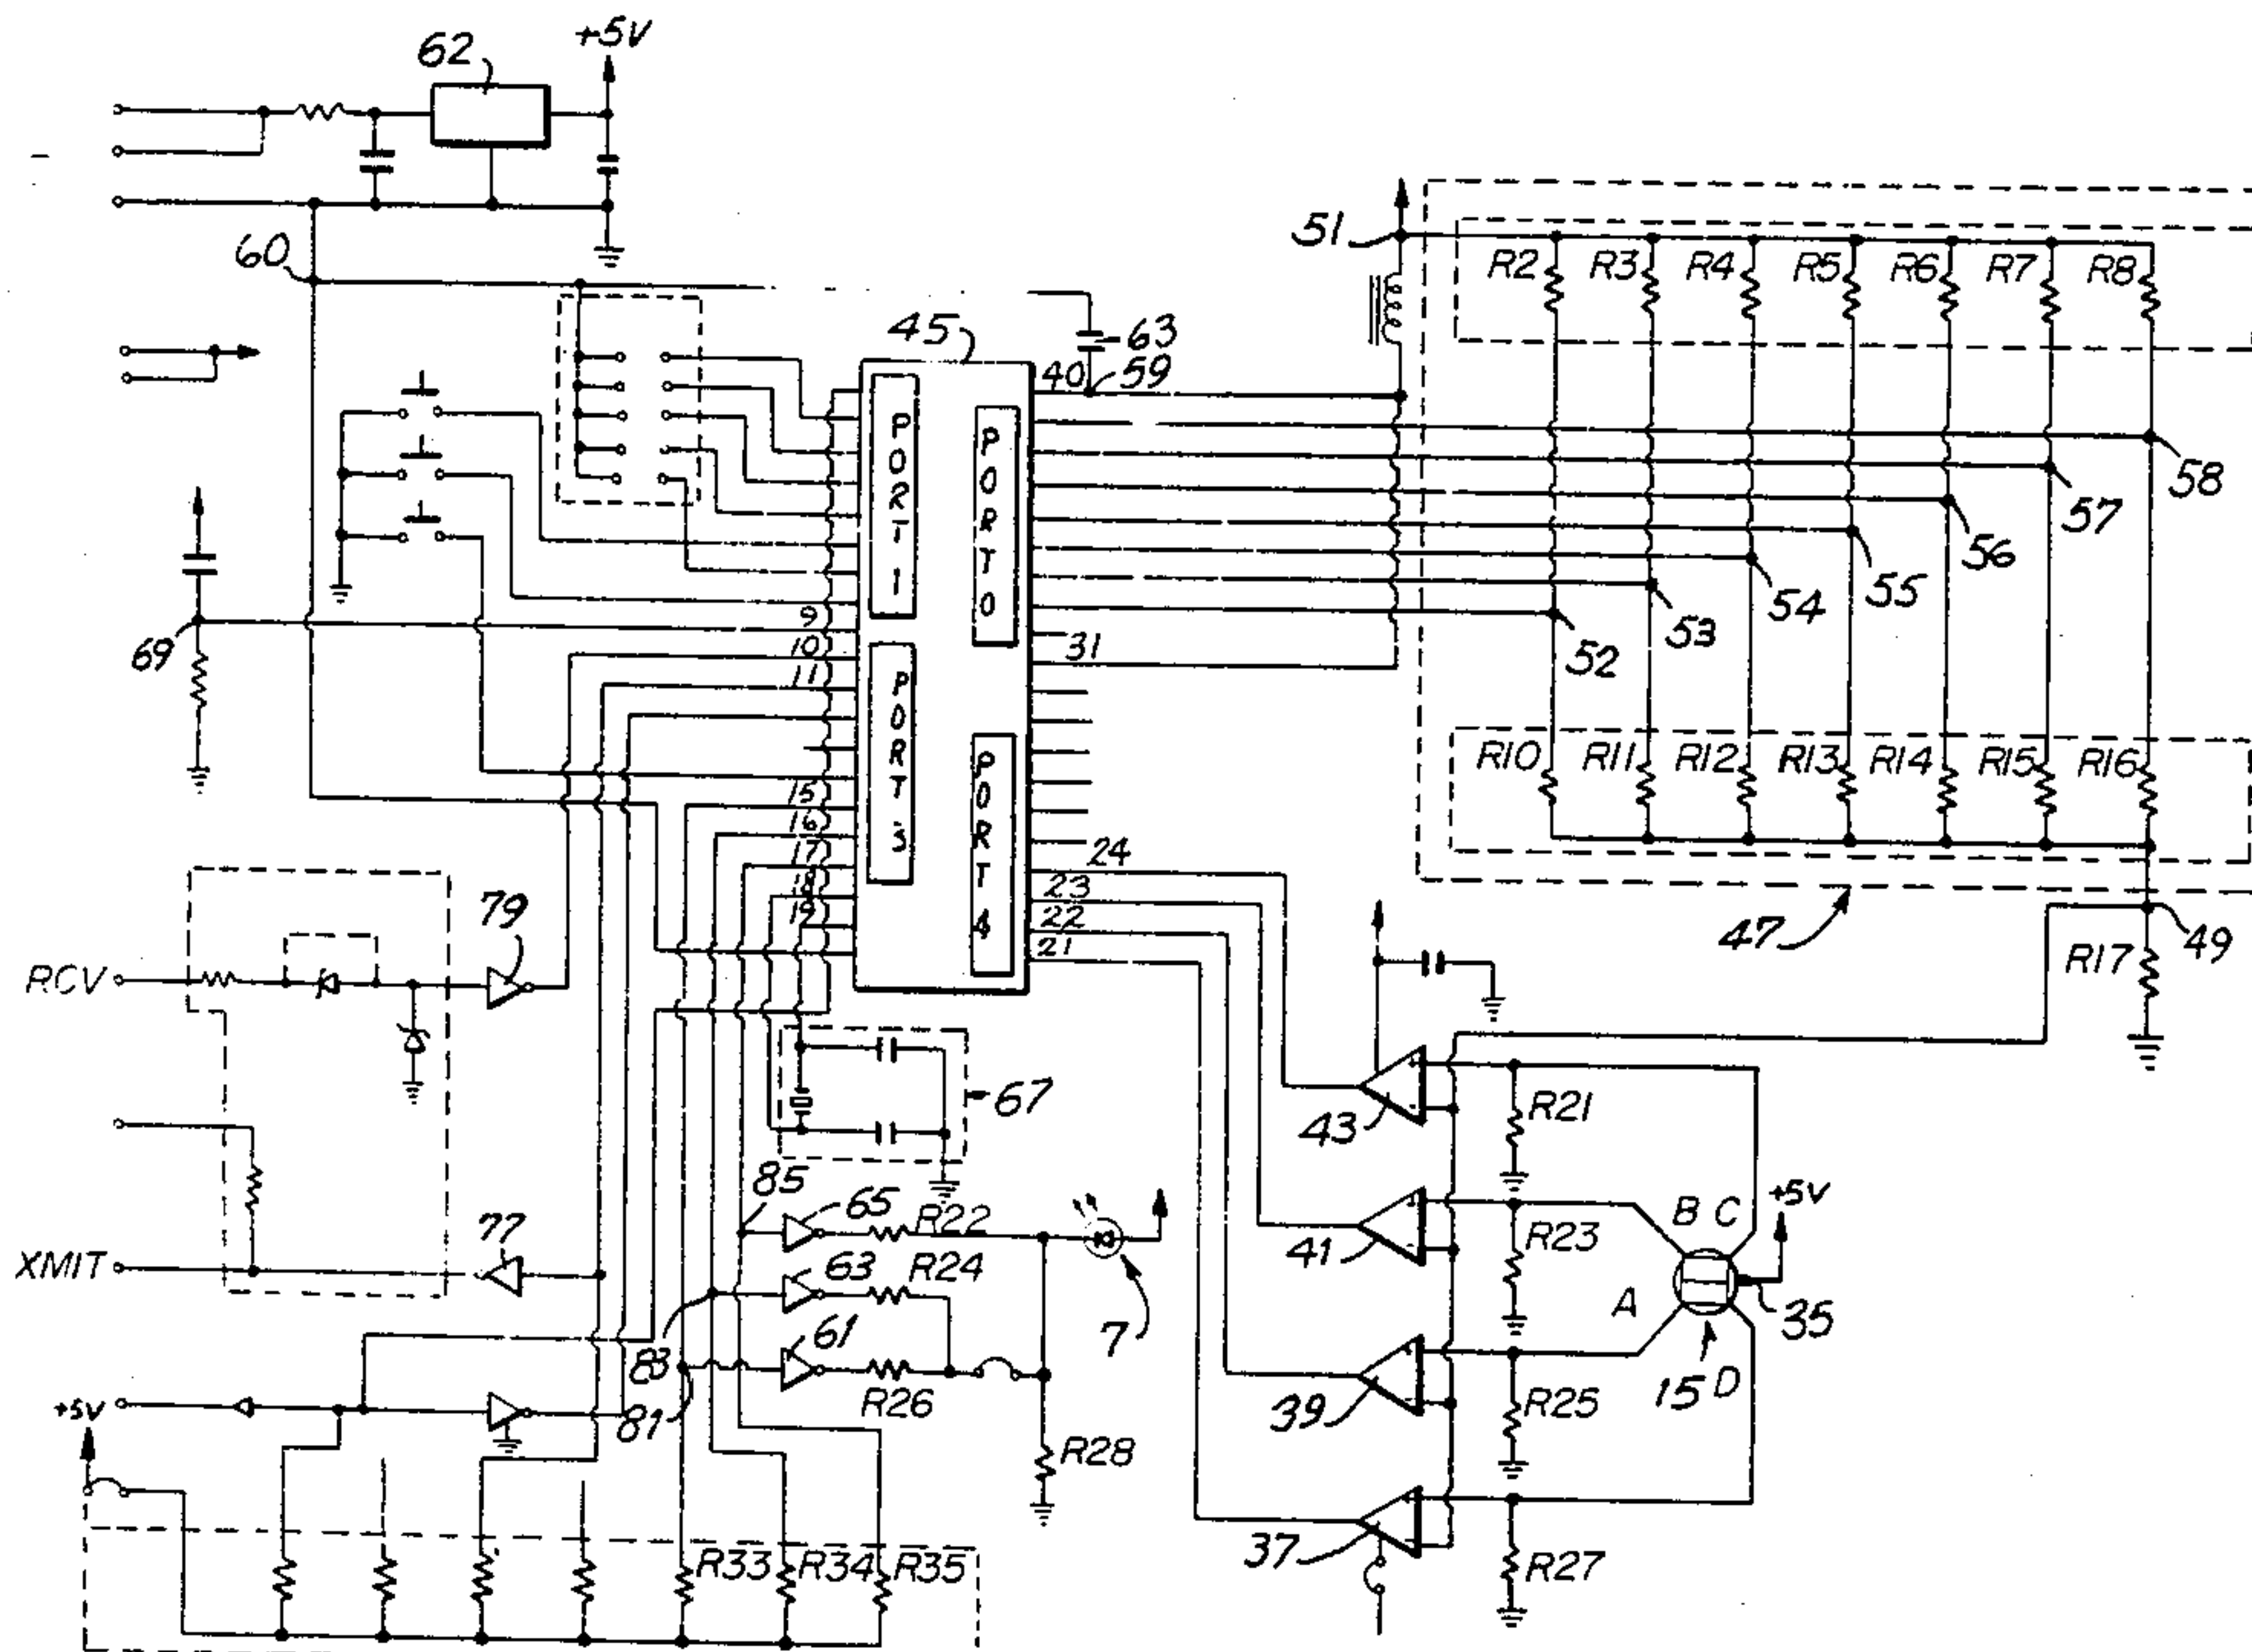 62
+5V
51
R2 R3 R4 R5 R6 R7 R8
60
45
63
40
59
PORT 1
PORT 0
58
57
56
55
54
53
52
9
69
10
31
11
PORT 3
PORT 4
R10 R11 R12 R13 R14 R15 R16
15
16
17
18
19
24
23
22
21
47
49
R17
79
RCV
67
43
R21
85
65
R22
B C
+5V
77
41
R23
XMIT
63
R24
A
35
7
83
61
15 D
R26
39
R25
+5V
81
R28
37
R27
R33 R34 R35